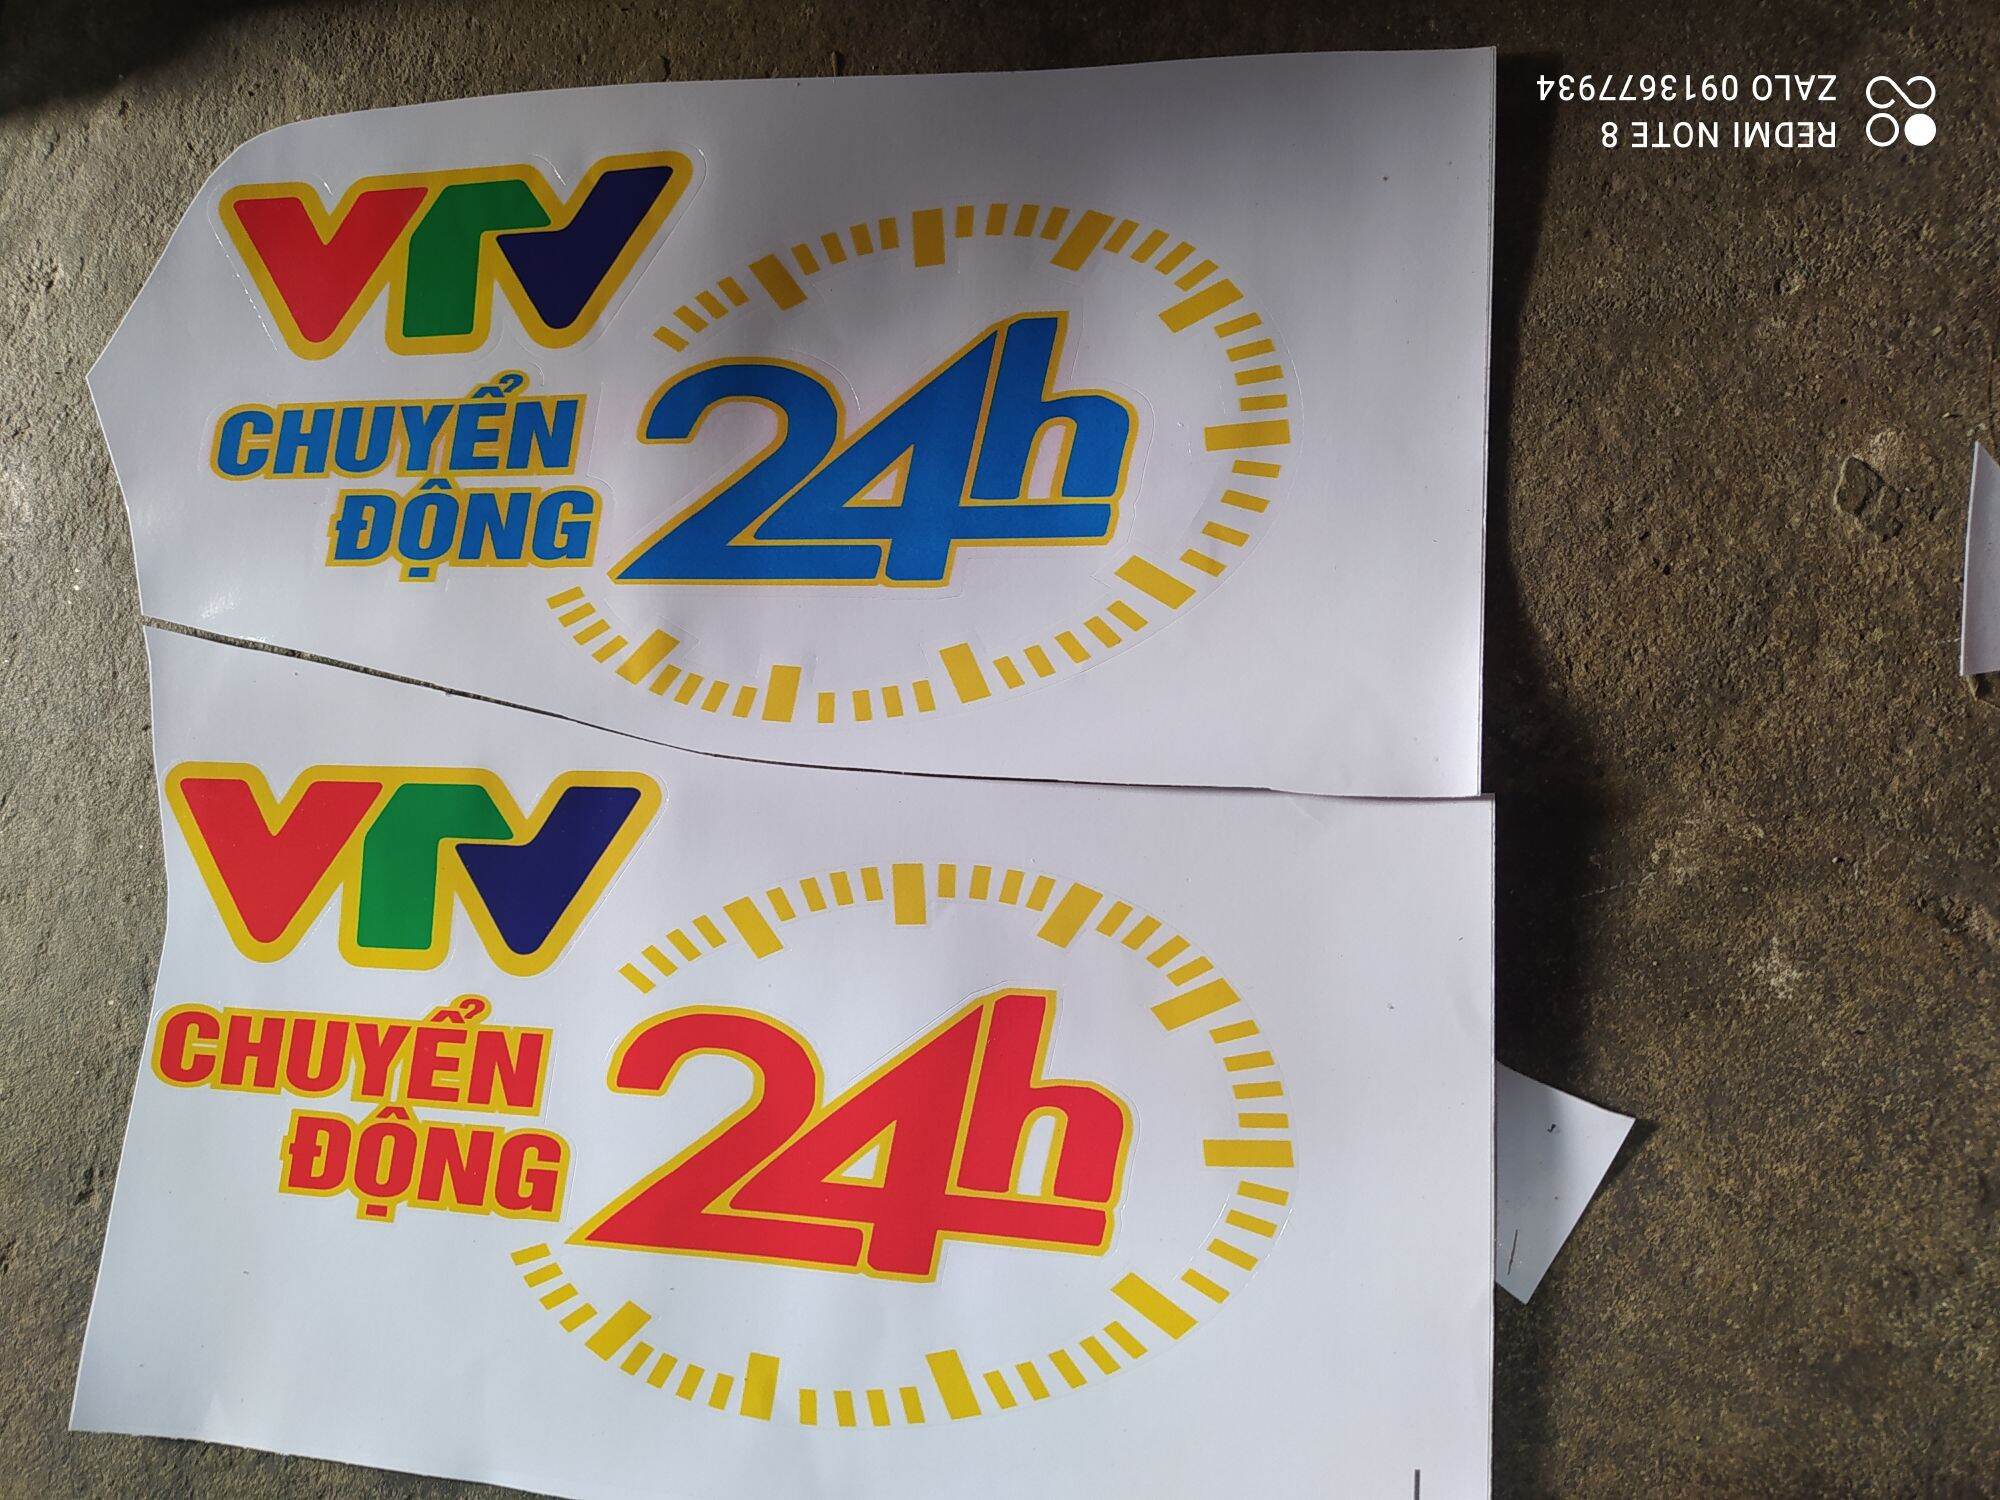 VTV
CHUYỂN
ĐỘNG
24h
VTV
CHUYỂN
ĐỘNG
24h
REDMI NOTE 8
ZALO 0913677934